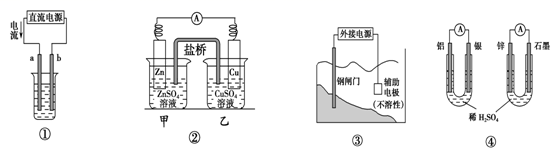 直流电源
电流
a
b
①
A
盐桥
Zn
Cu
ZnSO₄
溶液
CuSO₄
溶液
甲
乙
②
外接电源
钢闸门
辅助
电极
(不溶性)
③
A
A
铝
银
锌
石墨
稀 H₂SO₄
④